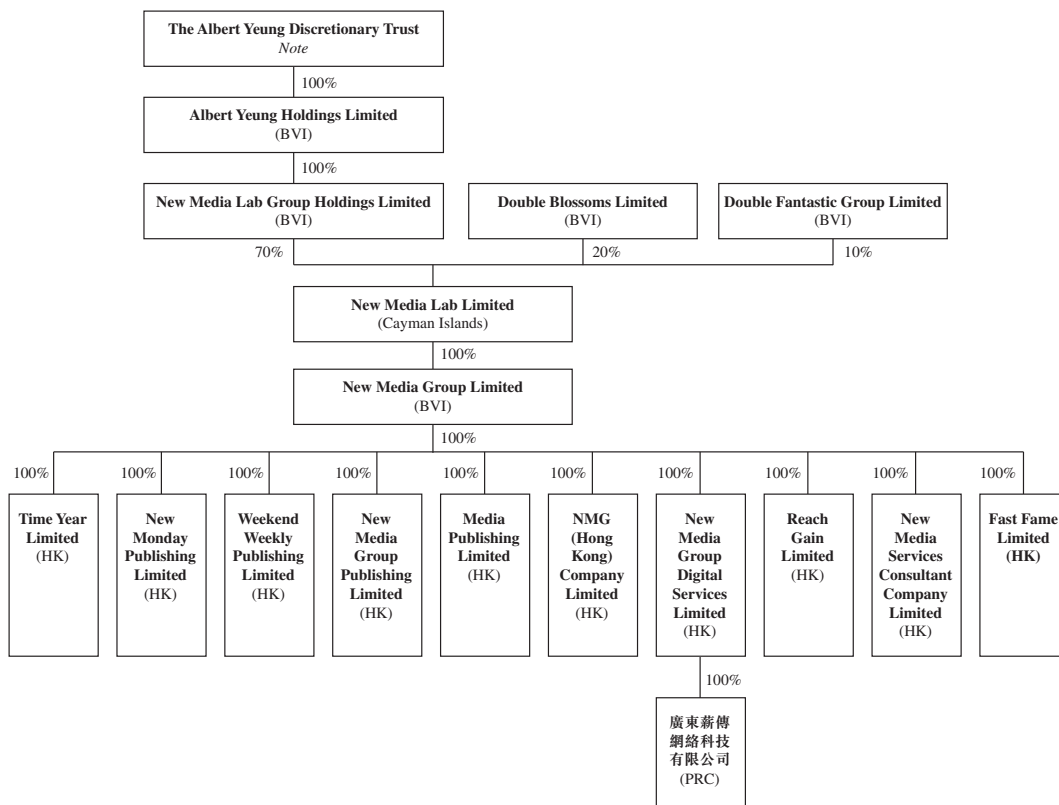 The Albert Yeung Discretionary Trust
Note
100%
Albert Yeung Holdings Limited
(BVI)
100%
New Media Lab Group Holdings Limited
(BVI)
Double Blossoms Limited
(BVI)
Double Fantastic Group Limited
(BVI)
70%
20%
10%
New Media Lab Limited
(Cayman Islands)
100%
New Media Group Limited
(BVI)
100%
100%
100%
100%
100%
100%
100%
100%
100%
100%
100%
Time Year
Limited
(HK)
New
Monday
Publishing
Limited
(HK)
Weekend
Weekly
Publishing
Limited
(HK)
New
Media
Group
Publishing
Limited
(HK)
Media
Publishing
Limited
(HK)
NMG
(Hong
Kong)
Company
Limited
(HK)
New
Media
Group
Digital
Services
Limited
(HK)
Reach
Gain
Limited
(HK)
New
Media
Services
Consultant
Company
Limited
(HK)
Fast Fame
Limited
(HK)
100%
廣東薪傳
網絡科技
有限公司
(PRC)